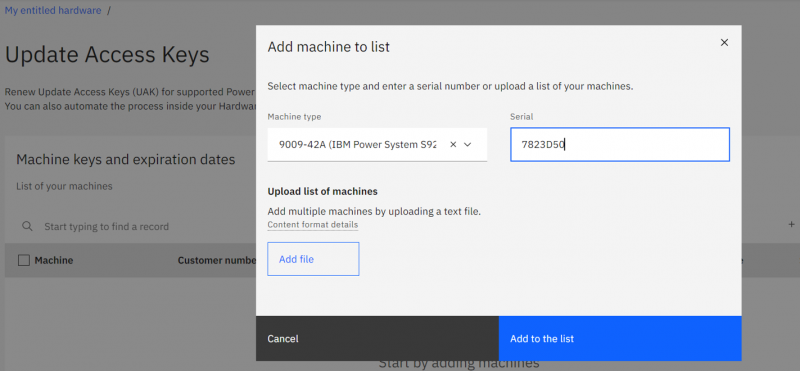 My entitled hardware /
Update Access Keys
Renew Update Access Keys (UAK) for supported Power
You can also automate the process inside your Hardwar
Machine keys and expiration dates
List of your machines
Start typing to find a record
+
Machine
Customer numbe
e
Start by adding machines
Add machine to list
Select machine type and enter a serial number or upload a list of your machines.
Machine type
Serial
9009-42A (IBM Power System S92
7823D50
Upload list of machines
Add multiple machines by uploading a text file.
Content format details
Add file
Cancel
Add to the list